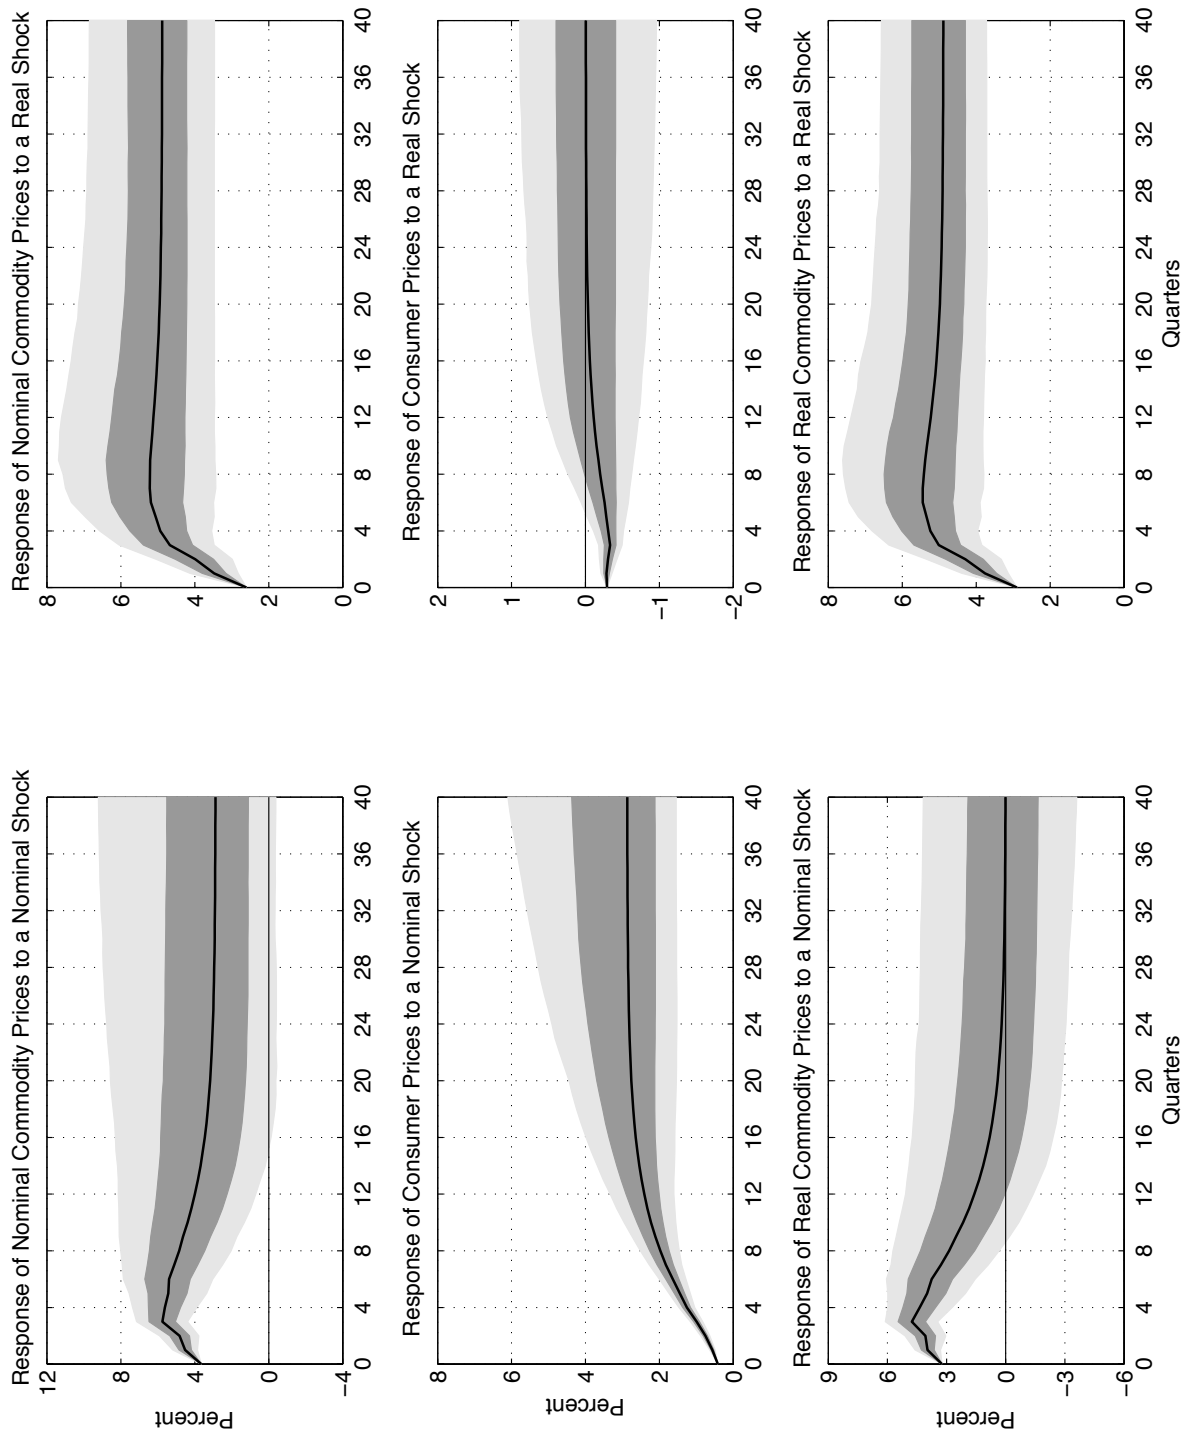 Response of Nominal Commodity Prices to a Nominal Shock
Percent
12
8
4
0
−4
0 4 8 12 16 20 24 28 32 36 40
Response of Nominal Commodity Prices to a Real Shock
8
6
4
2
0
0 4 8 12 16 20 24 28 32 36 40
Response of Consumer Prices to a Nominal Shock
Percent
8
6
4
2
0
0 4 8 12 16 20 24 28 32 36 40
Response of Consumer Prices to a Real Shock
2
1
0
−1
−2
0 4 8 12 16 20 24 28 32 36 40
Response of Real Commodity Prices to a Nominal Shock
Percent
9
6
3
0
−3
−6
0 4 8 12 16 20 24 28 32 36 40
Quarters
Response of Real Commodity Prices to a Real Shock
8
6
4
2
0
0 4 8 12 16 20 24 28 32 36 40
Quarters